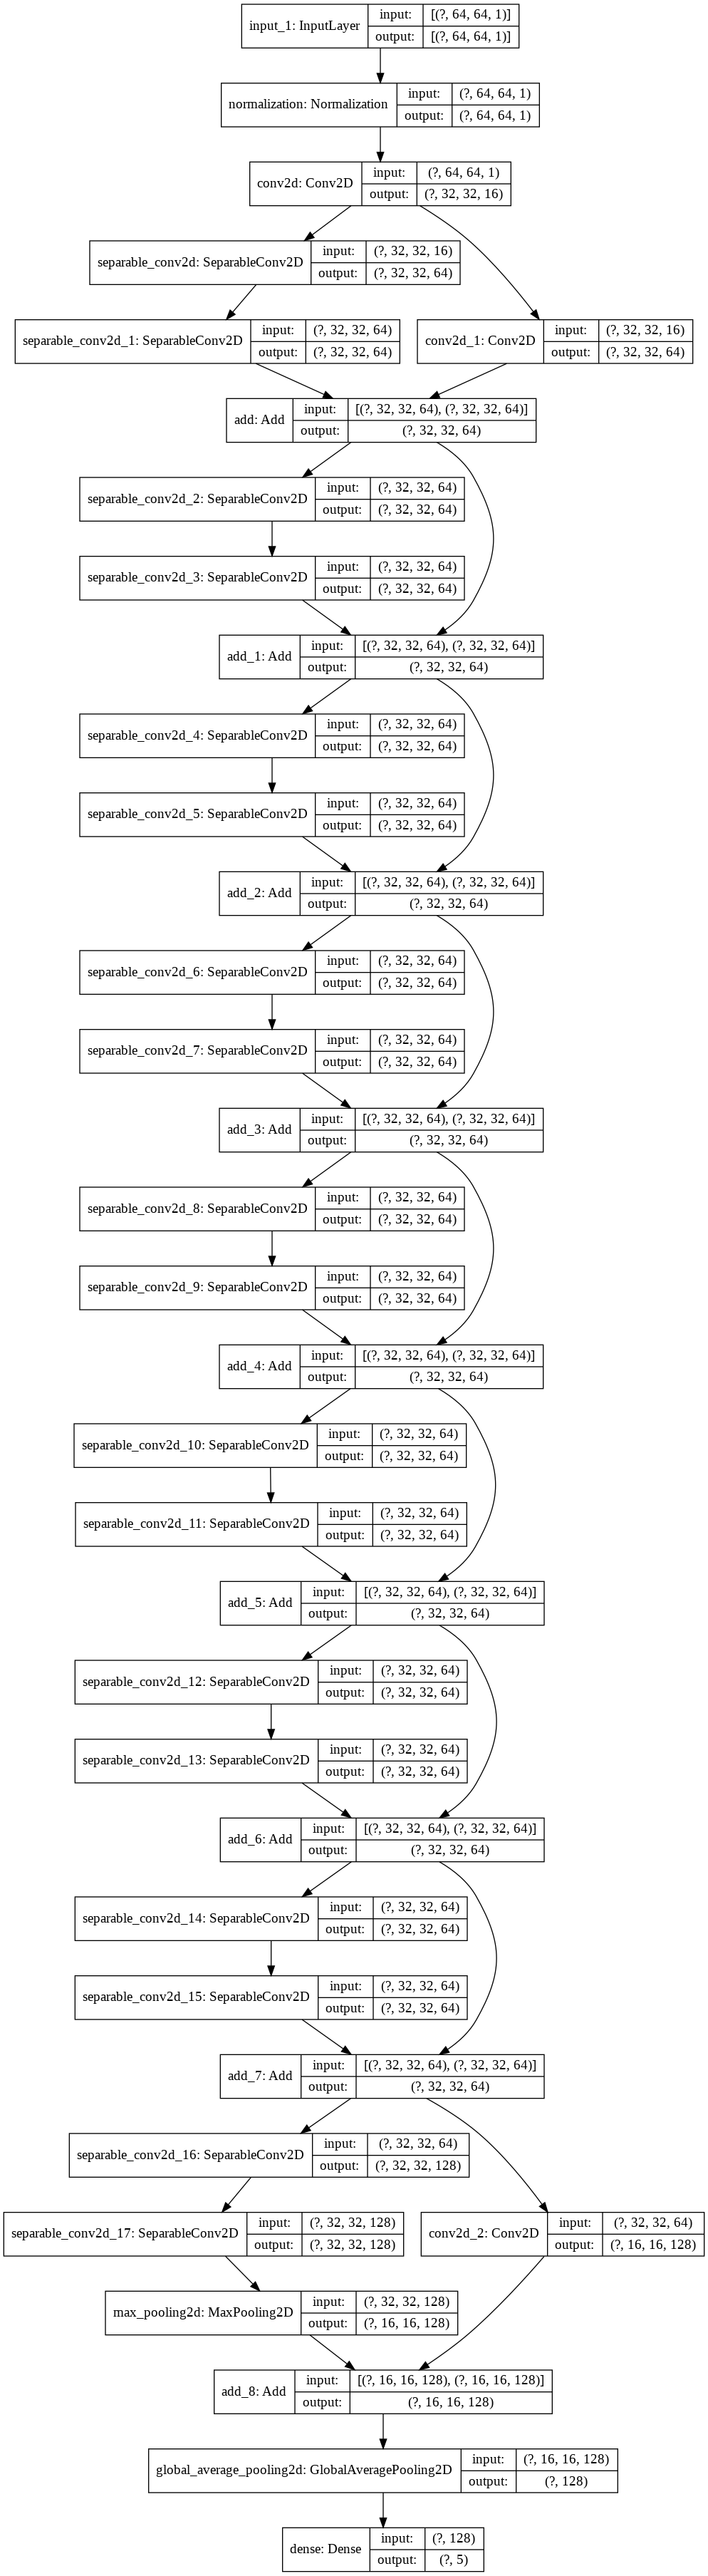 input_1: InputLayer
input:
[(?, 64, 64, 1)]
output:
[(?, 64, 64, 1)]
normalization: Normalization
input:
(?, 64, 64, 1)
output:
(?, 64, 64, 1)
conv2d: Conv2D
input:
(?, 64, 64, 1)
output:
(?, 32, 32, 16)
separable_conv2d: SeparableConv2D
input:
(?, 32, 32, 16)
output:
(?, 32, 32, 64)
separable_conv2d_1: SeparableConv2D
input:
(?, 32, 32, 64)
output:
(?, 32, 32, 64)
conv2d_1: Conv2D
input:
(?, 32, 32, 16)
output:
(?, 32, 32, 64)
add: Add
input:
[(?, 32, 32, 64), (?, 32, 32, 64)]
output:
(?, 32, 32, 64)
separable_conv2d_2: SeparableConv2D
input:
(?, 32, 32, 64)
output:
(?, 32, 32, 64)
separable_conv2d_3: SeparableConv2D
input:
(?, 32, 32, 64)
output:
(?, 32, 32, 64)
add_1: Add
input:
[(?, 32, 32, 64), (?, 32, 32, 64)]
output:
(?, 32, 32, 64)
separable_conv2d_4: SeparableConv2D
input:
(?, 32, 32, 64)
output:
(?, 32, 32, 64)
separable_conv2d_5: SeparableConv2D
input:
(?, 32, 32, 64)
output:
(?, 32, 32, 64)
add_2: Add
input:
[(?, 32, 32, 64), (?, 32, 32, 64)]
output:
(?, 32, 32, 64)
separable_conv2d_6: SeparableConv2D
input:
(?, 32, 32, 64)
output:
(?, 32, 32, 64)
separable_conv2d_7: SeparableConv2D
input:
(?, 32, 32, 64)
output:
(?, 32, 32, 64)
add_3: Add
input:
[(?, 32, 32, 64), (?, 32, 32, 64)]
output:
(?, 32, 32, 64)
separable_conv2d_8: SeparableConv2D
input:
(?, 32, 32, 64)
output:
(?, 32, 32, 64)
separable_conv2d_9: SeparableConv2D
input:
(?, 32, 32, 64)
output:
(?, 32, 32, 64)
add_4: Add
input:
[(?, 32, 32, 64), (?, 32, 32, 64)]
output:
(?, 32, 32, 64)
separable_conv2d_10: SeparableConv2D
input:
(?, 32, 32, 64)
output:
(?, 32, 32, 64)
separable_conv2d_11: SeparableConv2D
input:
(?, 32, 32, 64)
output:
(?, 32, 32, 64)
add_5: Add
input:
[(?, 32, 32, 64), (?, 32, 32, 64)]
output:
(?, 32, 32, 64)
separable_conv2d_12: SeparableConv2D
input:
(?, 32, 32, 64)
output:
(?, 32, 32, 64)
separable_conv2d_13: SeparableConv2D
input:
(?, 32, 32, 64)
output:
(?, 32, 32, 64)
add_6: Add
input:
[(?, 32, 32, 64), (?, 32, 32, 64)]
output:
(?, 32, 32, 64)
separable_conv2d_14: SeparableConv2D
input:
(?, 32, 32, 64)
output:
(?, 32, 32, 64)
separable_conv2d_15: SeparableConv2D
input:
(?, 32, 32, 64)
output:
(?, 32, 32, 64)
add_7: Add
input:
[(?, 32, 32, 64), (?, 32, 32, 64)]
output:
(?, 32, 32, 64)
separable_conv2d_16: SeparableConv2D
input:
(?, 32, 32, 64)
output:
(?, 32, 32, 128)
separable_conv2d_17: SeparableConv2D
input:
(?, 32, 32, 128)
output:
(?, 32, 32, 128)
conv2d_2: Conv2D
input:
(?, 32, 32, 64)
output:
(?, 16, 16, 128)
max_pooling2d: MaxPooling2D
input:
(?, 32, 32, 128)
output:
(?, 16, 16, 128)
add_8: Add
input:
[(?, 16, 16, 128), (?, 16, 16, 128)]
output:
(?, 16, 16, 128)
global_average_pooling2d: GlobalAveragePooling2D
input:
(?, 16, 16, 128)
output:
(?, 128)
dense: Dense
input:
(?, 128)
output:
(?, 5)